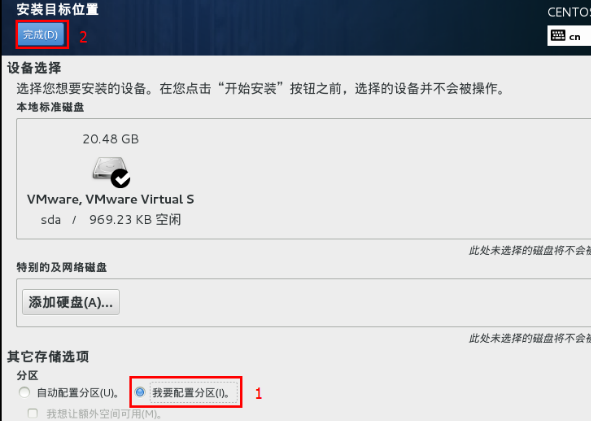 安装目标位置
CENTOS
完成(D)
2
cn
设备选择
选择您想要安装的设备。在您点击“开始安装”按钮之前，选择的设备并不会被操作。
本地标准磁盘
20.48 GB
VMware, VMware Virtual S
sda / 969.23 KB 空闲
此处未选择的磁盘将不会被
特别的及网络磁盘
添加硬盘(A)...
此处未选择的磁盘将不会被
其它存储选项
分区
自动配置分区(U)。
我要配置分区(I)。
1
我想让额外空间可用(M)。